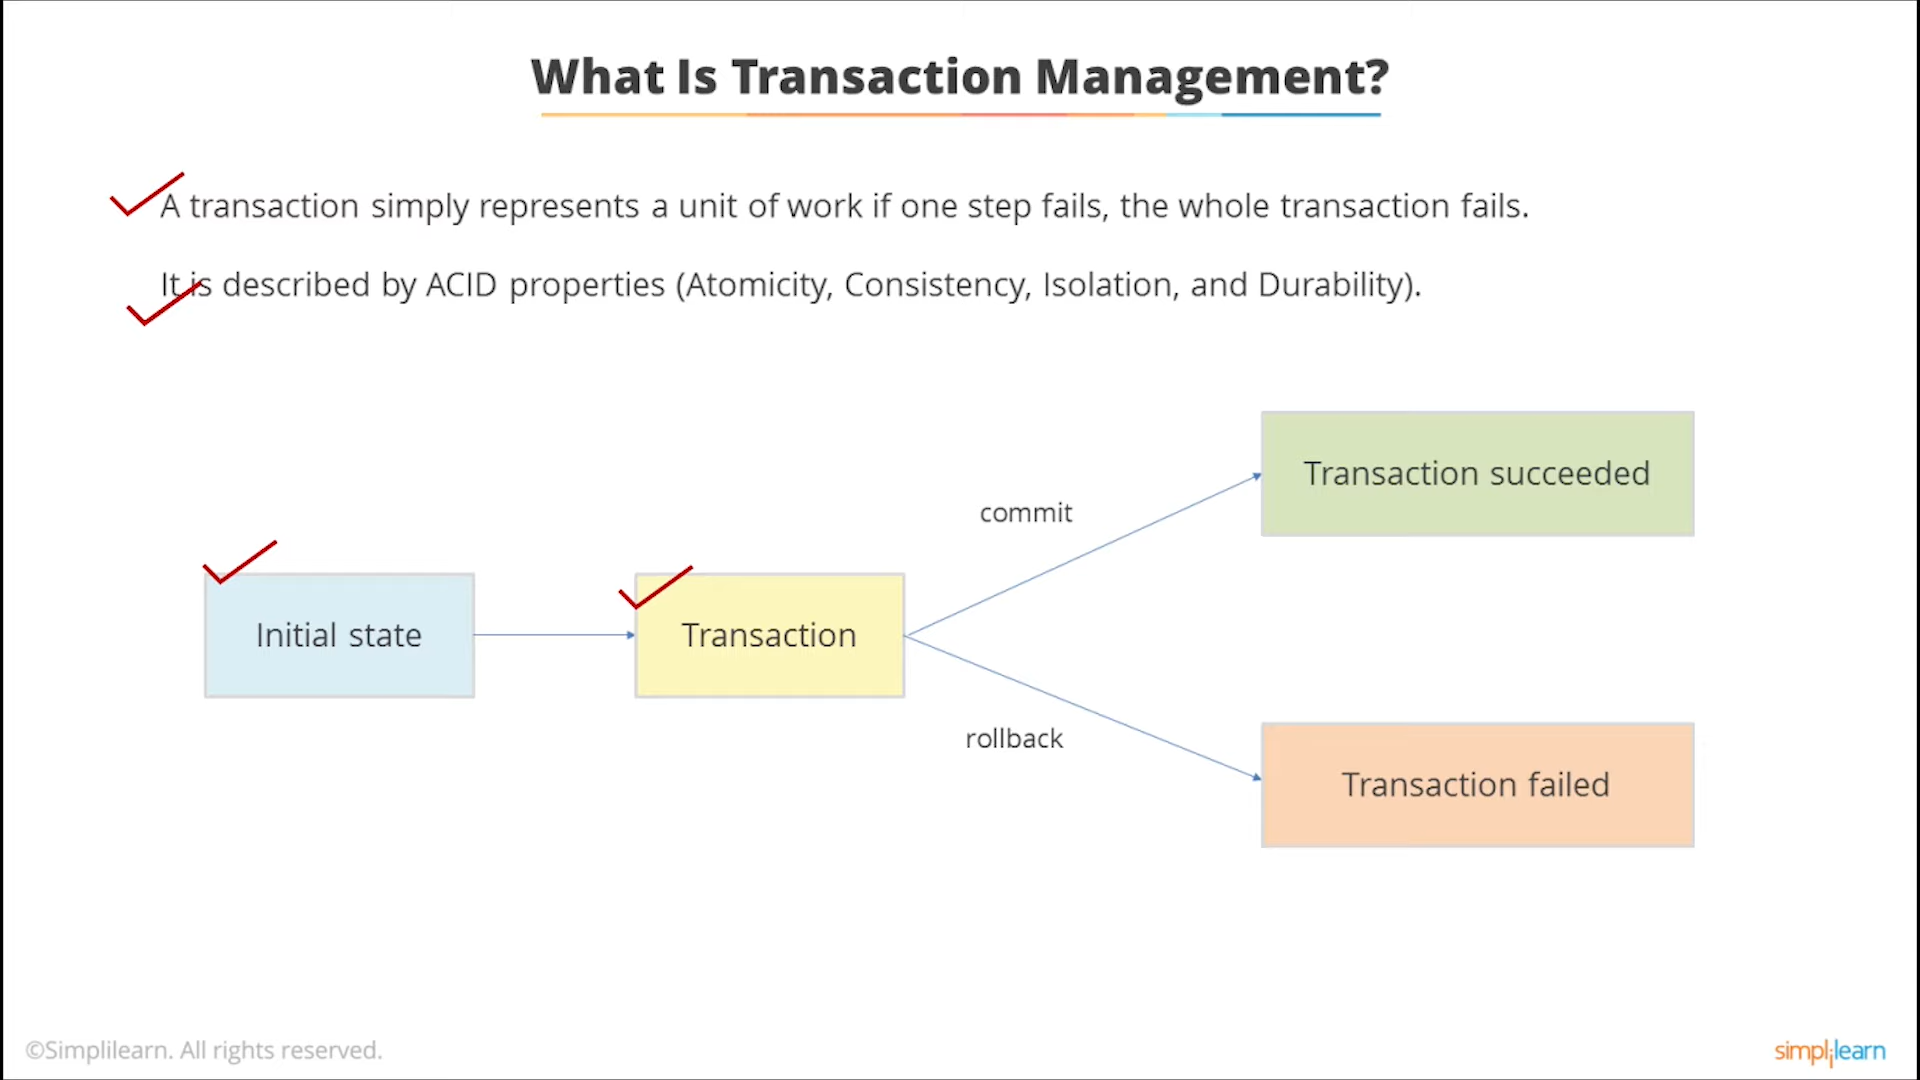 What Is Transaction Management?
A transaction simply represents a unit of work if one step fails, the whole transaction fails.
It is described by ACID properties (Atomicity, Consistency, Isolation, and Durability).
Transaction succeeded
commit
Initial state
Transaction
rollback
Transaction failed
©Simplilearn. All rights reserved.
simplilearn